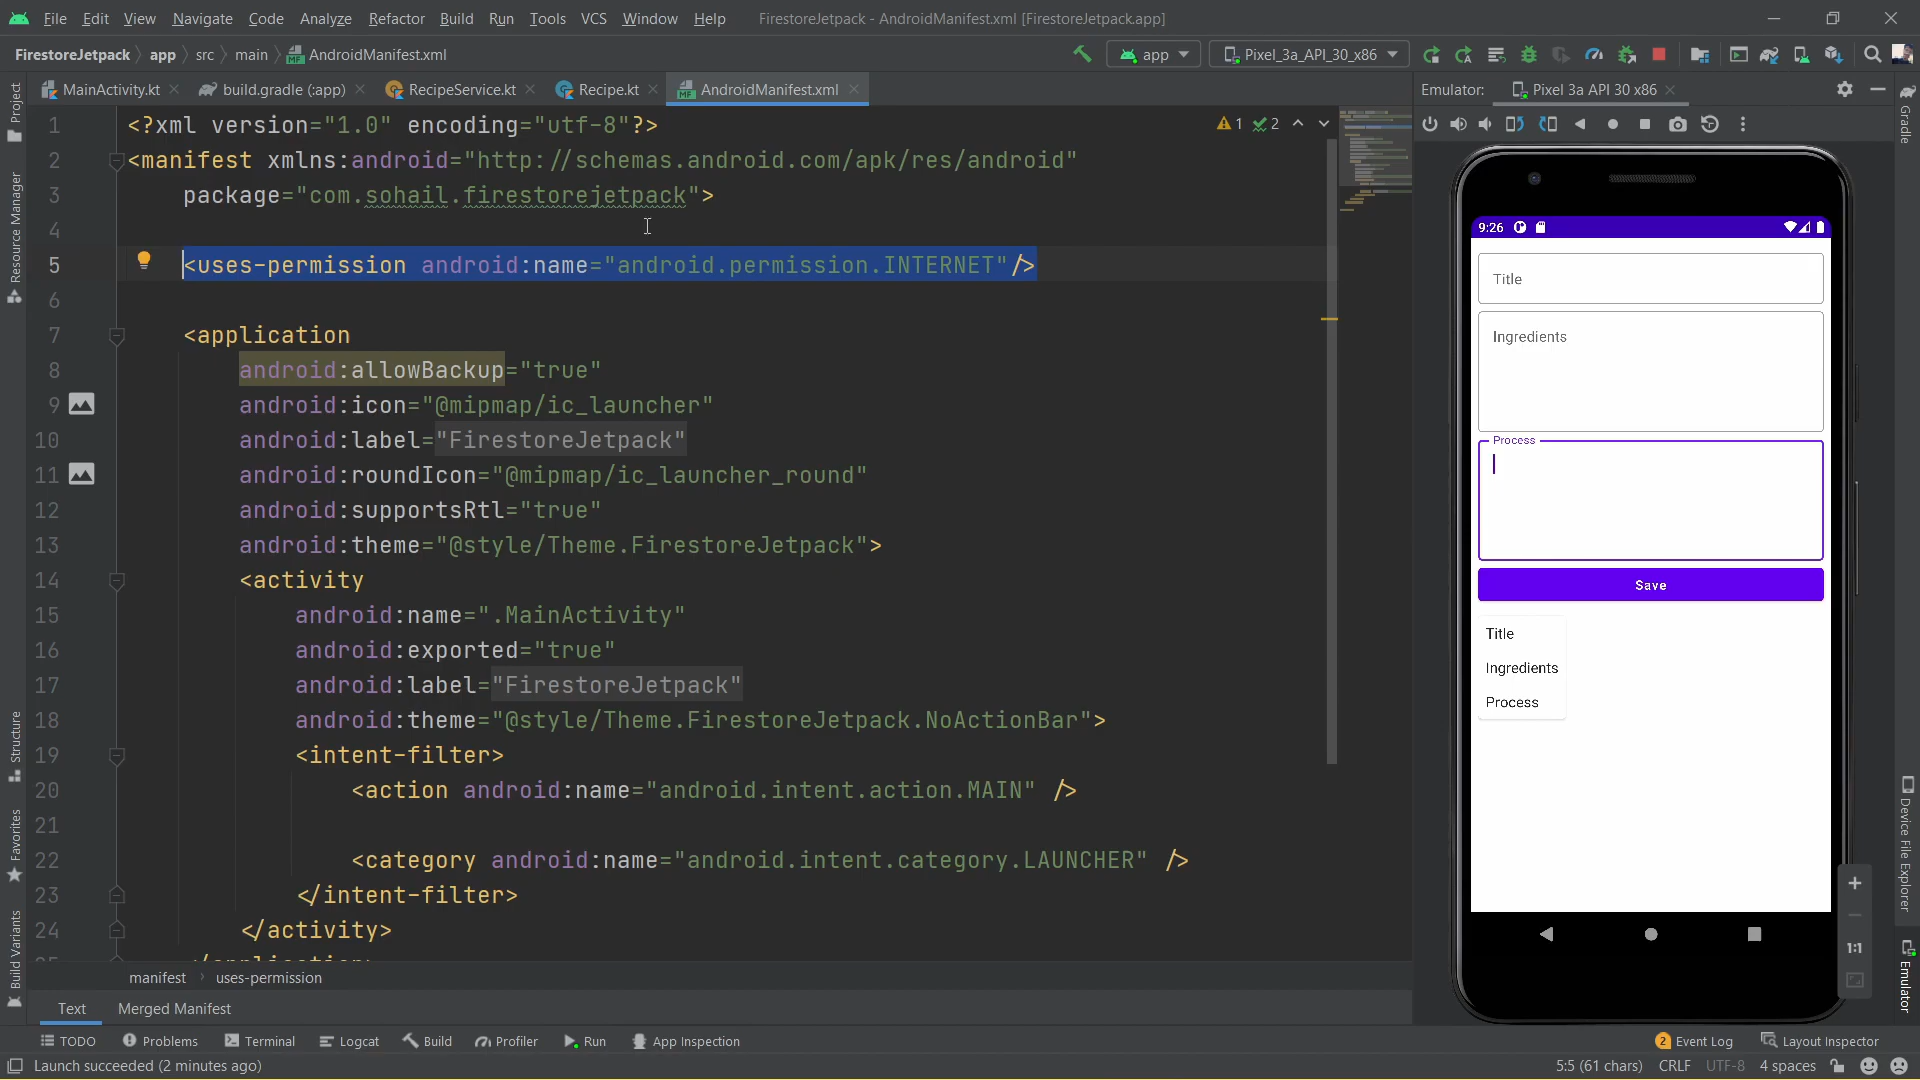 File Edit View Navigate Code Analyze Refactor Build Run Tools VCS Window Help FirestoreJetpack - AndroidManifest.xml [FirestoreJetpack.app]
FirestoreJetpack app src main AndroidManifest.xml app Pixel_3a_API_30_x86
MainActivity.kt build.gradle (:app) RecipeService.kt Recipe.kt AndroidManifest.xml
Emulator: Pixel 3a API 30 x86
1 <?xml version="1.0" encoding="utf-8"?>
2 <manifest xmlns:android="http://schemas.android.com/apk/res/android"
3 package="com.sohail.firestorejetpack">
4
5 <uses-permission android:name="android.permission.INTERNET"/>
6
7 <application
8 android:allowBackup="true"
9 android:icon="@mipmap/ic_launcher"
10 android:label="FirestoreJetpack"
11 android:roundIcon="@mipmap/ic_launcher_round"
12 android:supportsRtl="true"
13 android:theme="@style/Theme.FirestoreJetpack">
14 <activity
15 android:name=".MainActivity"
16 android:exported="true"
17 android:label="FirestoreJetpack"
18 android:theme="@style/Theme.FirestoreJetpack.NoActionBar">
19 <intent-filter>
20 <action android:name="android.intent.action.MAIN" />
21
22 <category android:name="android.intent.category.LAUNCHER" />
23 </intent-filter>
24 </activity>
25 </application>
1 2
manifest uses-permission
Text Merged Manifest
TODO Problems Terminal Logcat Build Profiler Run App Inspection
2 Event Log Layout Inspector
Launch succeeded (2 minutes ago)
5:5 (61 chars) CRLF UTF-8 4 spaces
Project
Resource Manager
Structure
Favorites
Build Variants
9:26
Title
Ingredients
Process
Save
Title
Ingredients
Process
1:1
Gradle
Device File Explorer
Emulator